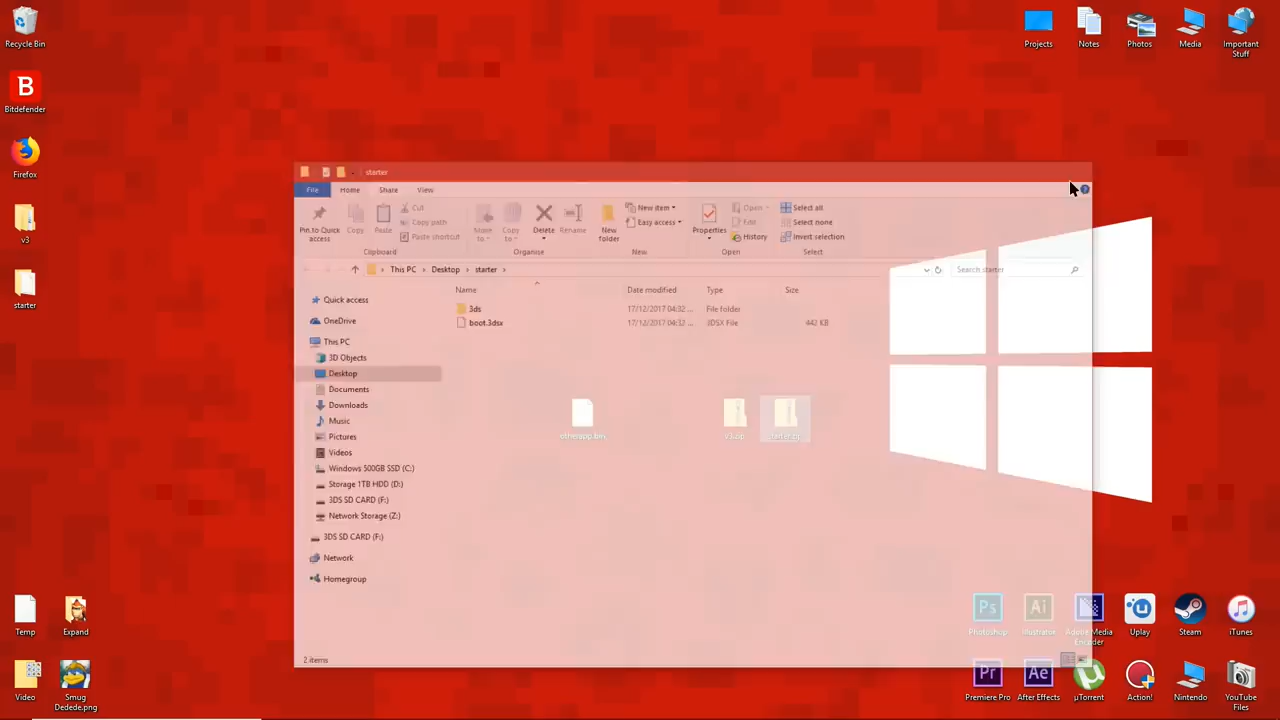 Recycle Bin
Projects
Notes
Photos
Media
Important
Stuff
B
Bitdefender
Firefox
v3
starter
starter
File Home Share View
Pin to Quick
access
Copy
Paste
Cut
Copy path
Paste shortcut
Clipboard
Move
to
Copy
to
Delete
Rename
Organise
New
folder
New item
Easy access
New
Properties
Open
Edit
History
Open
Select all
Select none
Invert selection
Select
This PC > Desktop > starter >
Search starter
Name Date modified Type Size
3ds 17/12/2017 04:32 ... File folder
boot.3dsx 17/12/2017 04:32 ... 3DSX File 442 KB
Quick access
OneDrive
This PC
3D Objects
Desktop
Documents
Downloads
Music
Pictures
Videos
Windows 500GB SSD (C:)
Storage 1TB HDD (D:)
3DS SD CARD (F:)
Network Storage (Z:)
3DS SD CARD (F:)
Network
Homegroup
2 items
otherapp.bin
v3.zip
starter.zip
Temp
Expand
Video
Smug
Dedede.png
Ps
Photoshop
Ai
Illustrator
Adobe Media
Encoder
Uplay
Steam
iTunes
Pr
Premiere Pro
Ae
After Effects
µTorrent
Action!
Nintendo
YouTube
Files